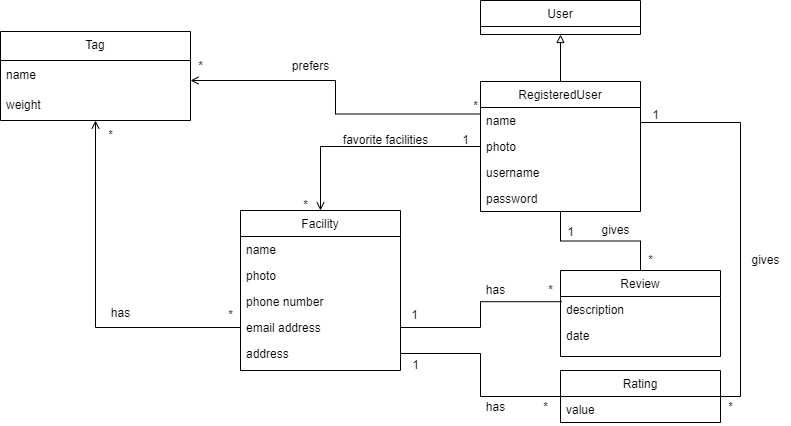 User
Tag
name
weight
*
*
prefers
*
RegisteredUser
name
photo
username
password
1
favorite facilities
1
*
Facility
name
photo
phone number
email address
address
has
*
1
gives
*
gives
Review
description
date
1
has
*
1
has
*
Rating
value
*